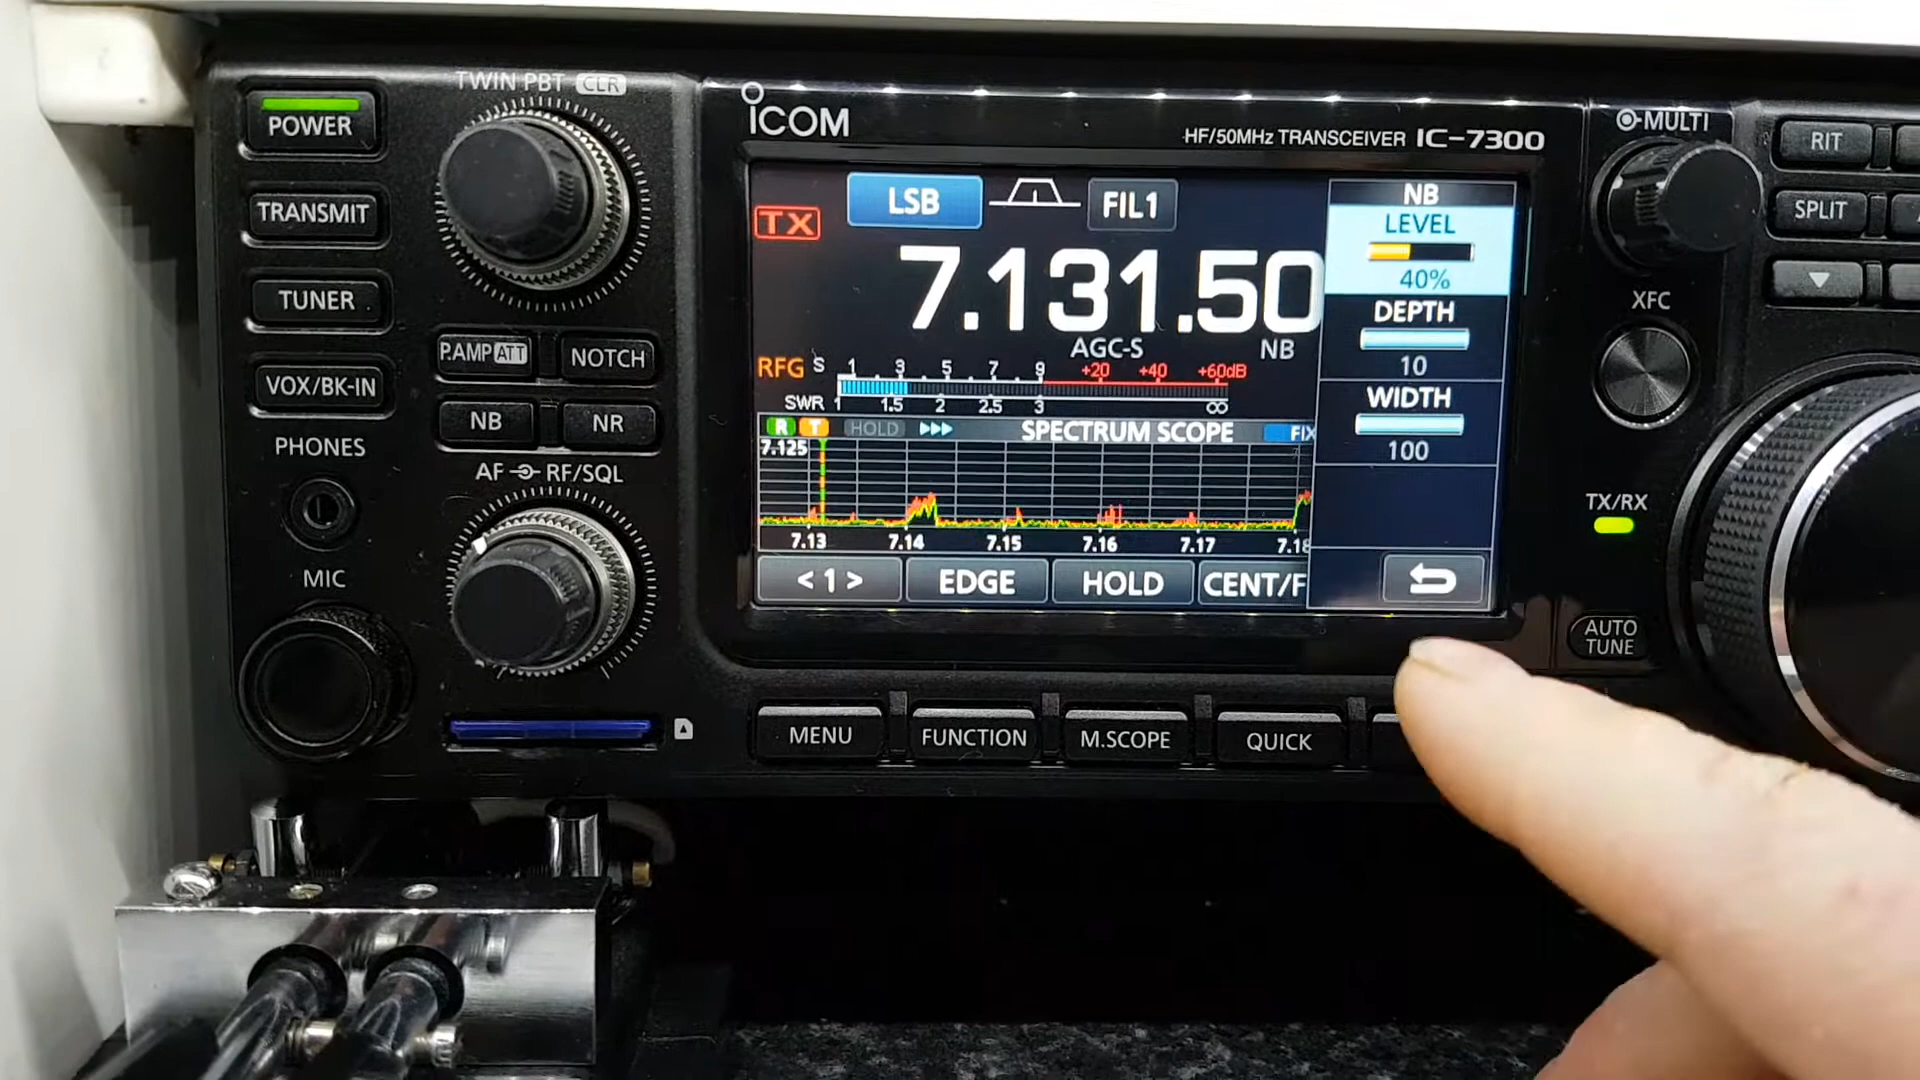 POWER
TRANSMIT
TUNER
VOX/BK-IN
PHONES
MIC
TWIN PBT CLR
P.AMP ATT
NOTCH
NB
NR
AF RF/SQL
ICOM
HF/50MHz TRANSCEIVER IC-7300
TX
LSB
FIL1
7.131.50
AGC-S
NB
RFG
S 1 3 5 7 9 +20 +40 +60dB
SWR 1 1.5 2 2.5 3 ∞
R T HOLD SPECTRUM SCOPE FIX
7.125
7.13 7.14 7.15 7.16 7.17 7.18
< 1 > EDGE HOLD CENT/F
NB
LEVEL
40%
DEPTH
10
WIDTH
100
MENU
FUNCTION
M.SCOPE
QUICK
MULTI
RIT
SPLIT
XFC
TX/RX
AUTO
TUNE